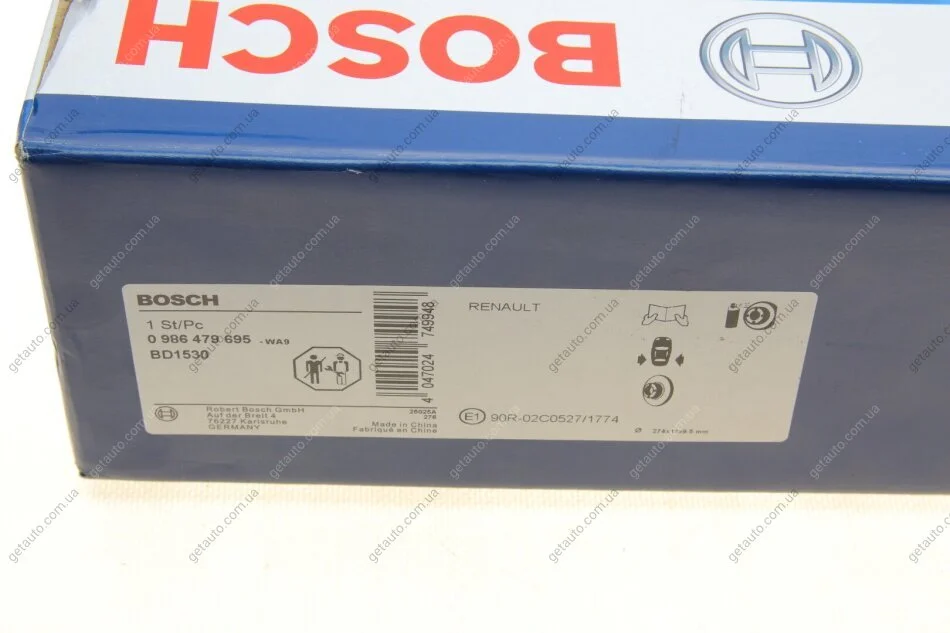 BOSCH
BOSCH
1 St/Pc
0 986 479 695 -WA9
BD1530
Robert Bosch GmbH
Auf der Breit 4
76227 Karlsruhe
GERMANY
26025A
276
Made in China
Fabriqué en Chine
4 047024 749948
RENAULT
E1 90R-02C0527/1774
getauto.com.ua